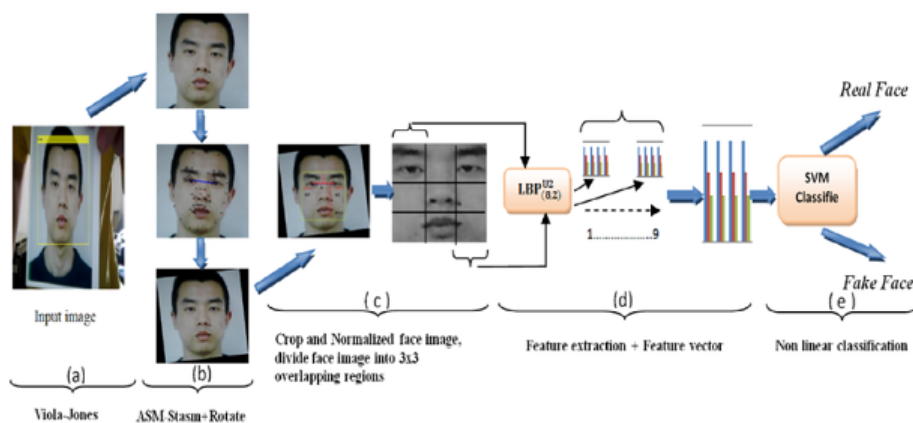 Input image
(a)
Viola-Jones
(b)
ASM-Stasm+Rotate
(c)
Crop and Normalized face image,
divide face image into 3x3
overlapping regions
LBP(8,2)U2
1..................9
(d)
Feature extraction + Feature vector
SVM
Classifie
Real Face
Fake Face
(e)
Non linear classification